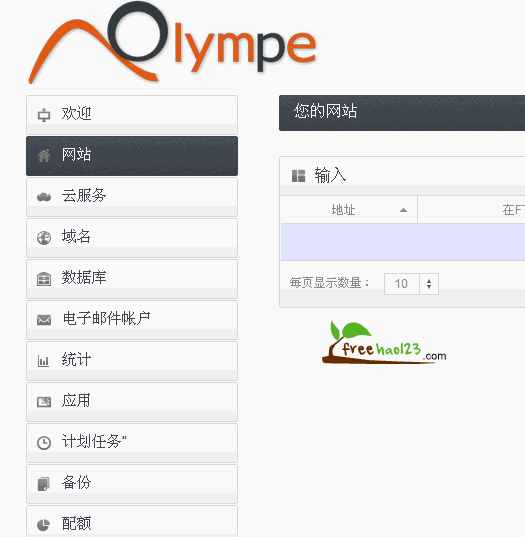 Olympe
欢迎
网站
云服务
域名
数据库
电子邮件帐户
统计
应用
计划任务“
备份
配额
您的网站
输入
地址
在FT
每页显示数量：
10
freehao123.com